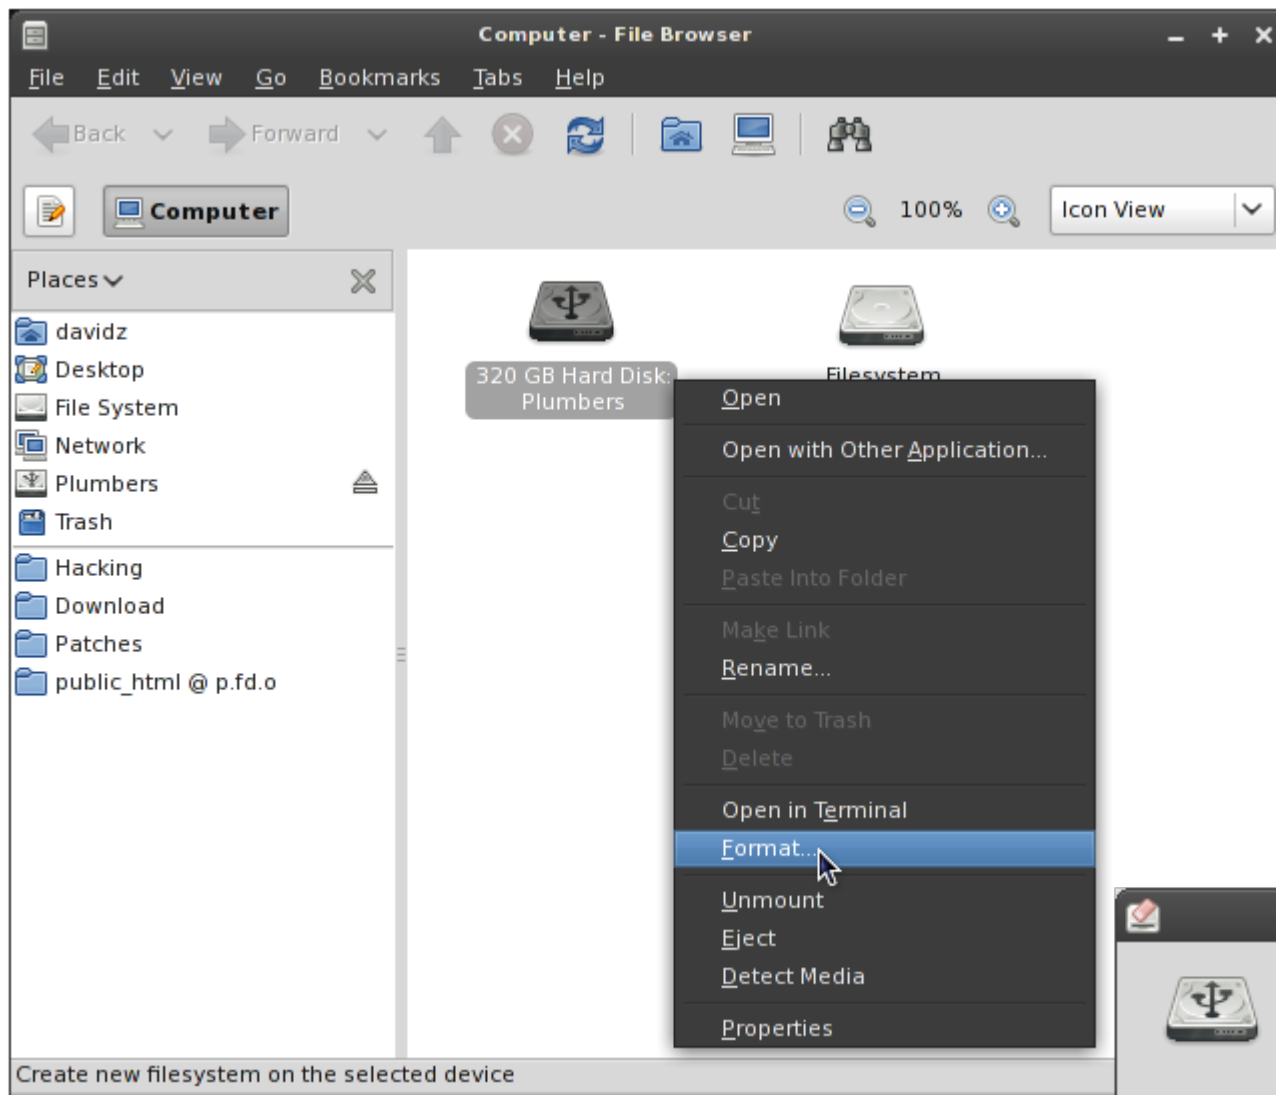 Computer - File Browser
File Edit View Go Bookmarks Tabs Help
Back Forward
Computer 100% Icon View
Places
davidz
Desktop
File System
Network
Plumbers
Trash
Hacking
Download
Patches
public_html @ p.fd.o
320 GB Hard Disk:
Plumbers
Filesystem
Open
Open with Other Application...
Cut
Copy
Paste Into Folder
Make Link
Rename...
Move to Trash
Delete
Open in Terminal
Format...
Unmount
Eject
Detect Media
Properties
Create new filesystem on the selected device